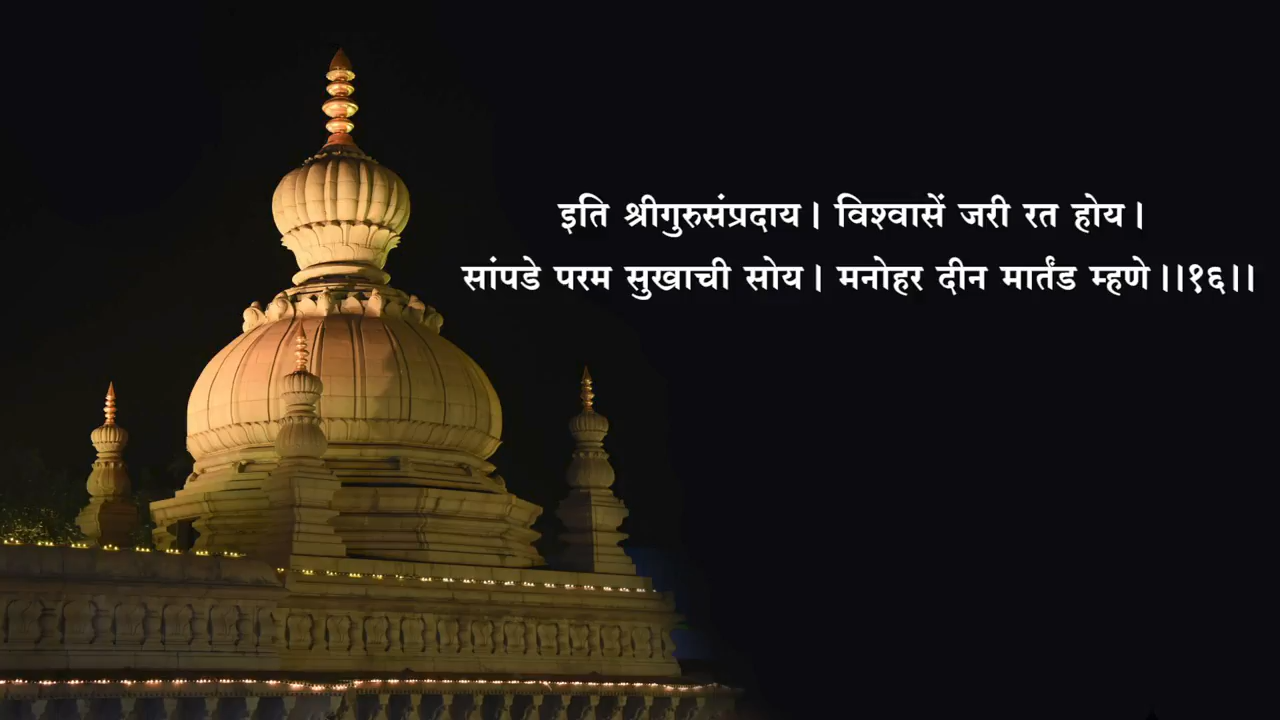 इति श्रीगुरुसंप्रदाय। विश्वासें जरी रत होय।
सांपडे परम सुखाची सोय। मनोहर दीन मार्तंड म्हणे।।१६।।